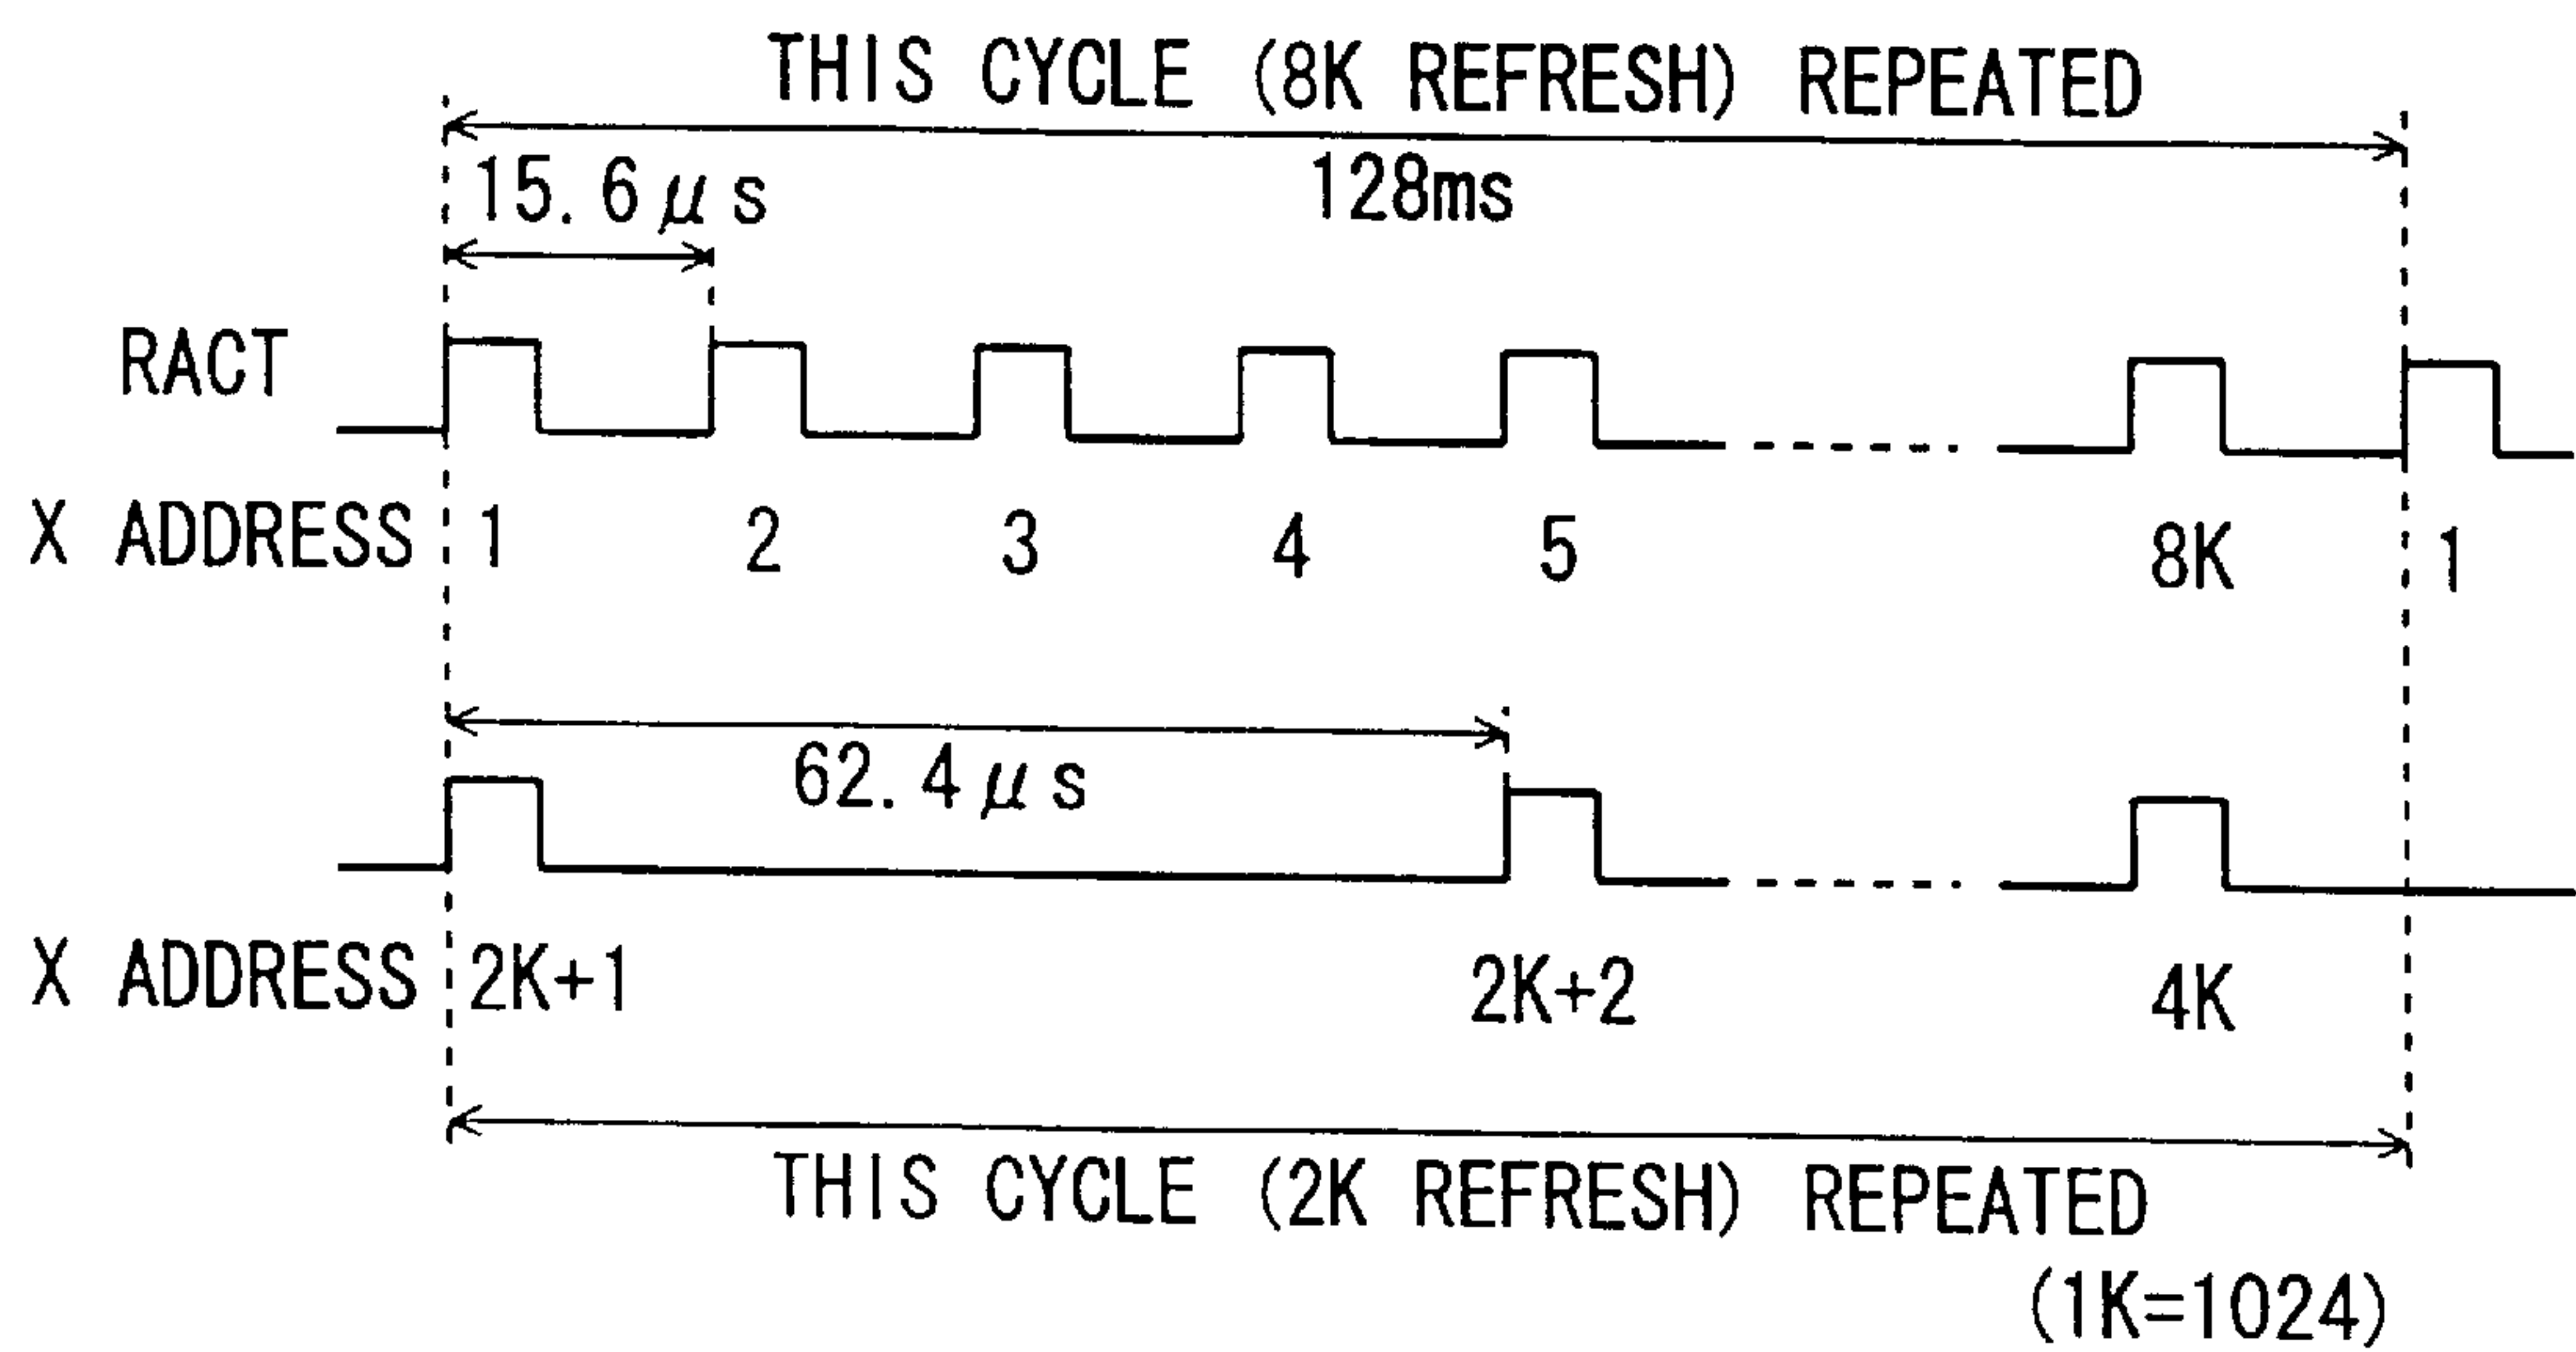 THIS CYCLE (8K REFRESH) REPEATED
15.6μs
128ms
RACT
X ADDRESS 1 2 3 4 5 8K 1
62.4μs
X ADDRESS 2K+1 2K+2 4K
THIS CYCLE (2K REFRESH) REPEATED
(1K=1024)